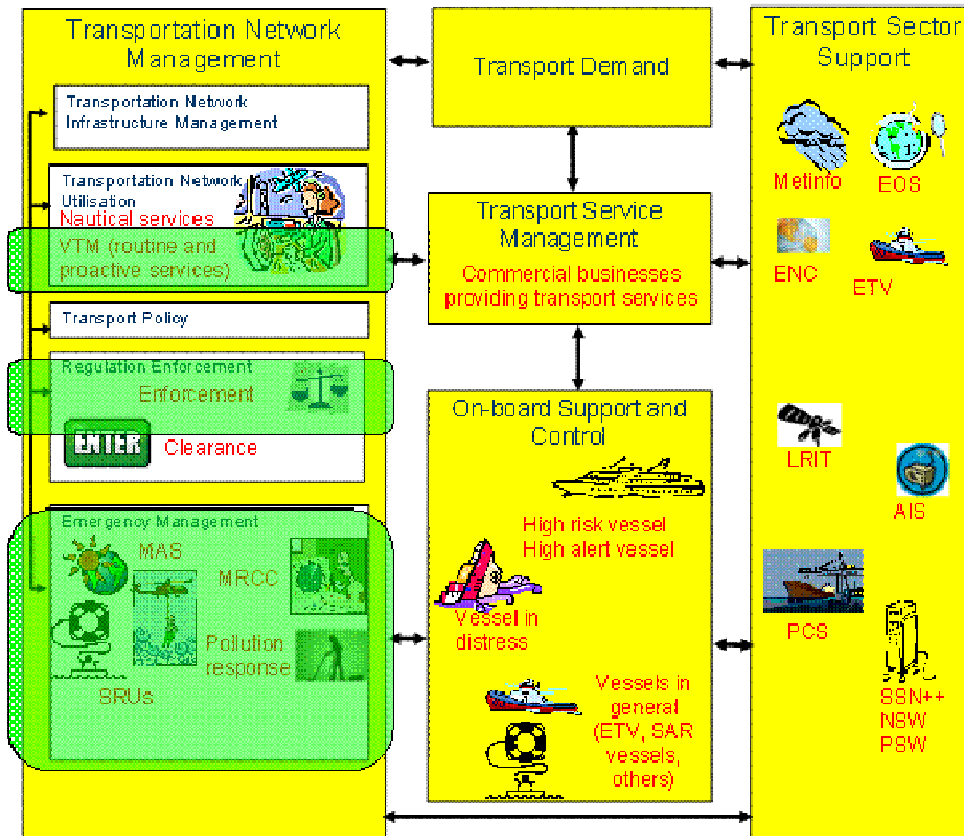 Transportation Network
Management
Transportation Network
Infrastructure Management
Transportation Network
Utilisation
Nautical services
VTM (routine and
proactive services)
Transport Policy
Regulation Enforcement
Enforcement
ENTER
Clearance
Emergency Management
MAS
MRCC
Pollution
response
SRUs
Transport Demand
Transport Service
Management
Commercial businesses
providing transport services
On-board Support and
Control
High risk vessel
High alert vessel
Vessel in
distress
Vessels in
general
(ETV, SAR
vessels,
others)
Transport Sector
Support
Metinfo
EOS
ENC
ETV
LRIT
AIS
PCS
SSN++
NSW
PSW